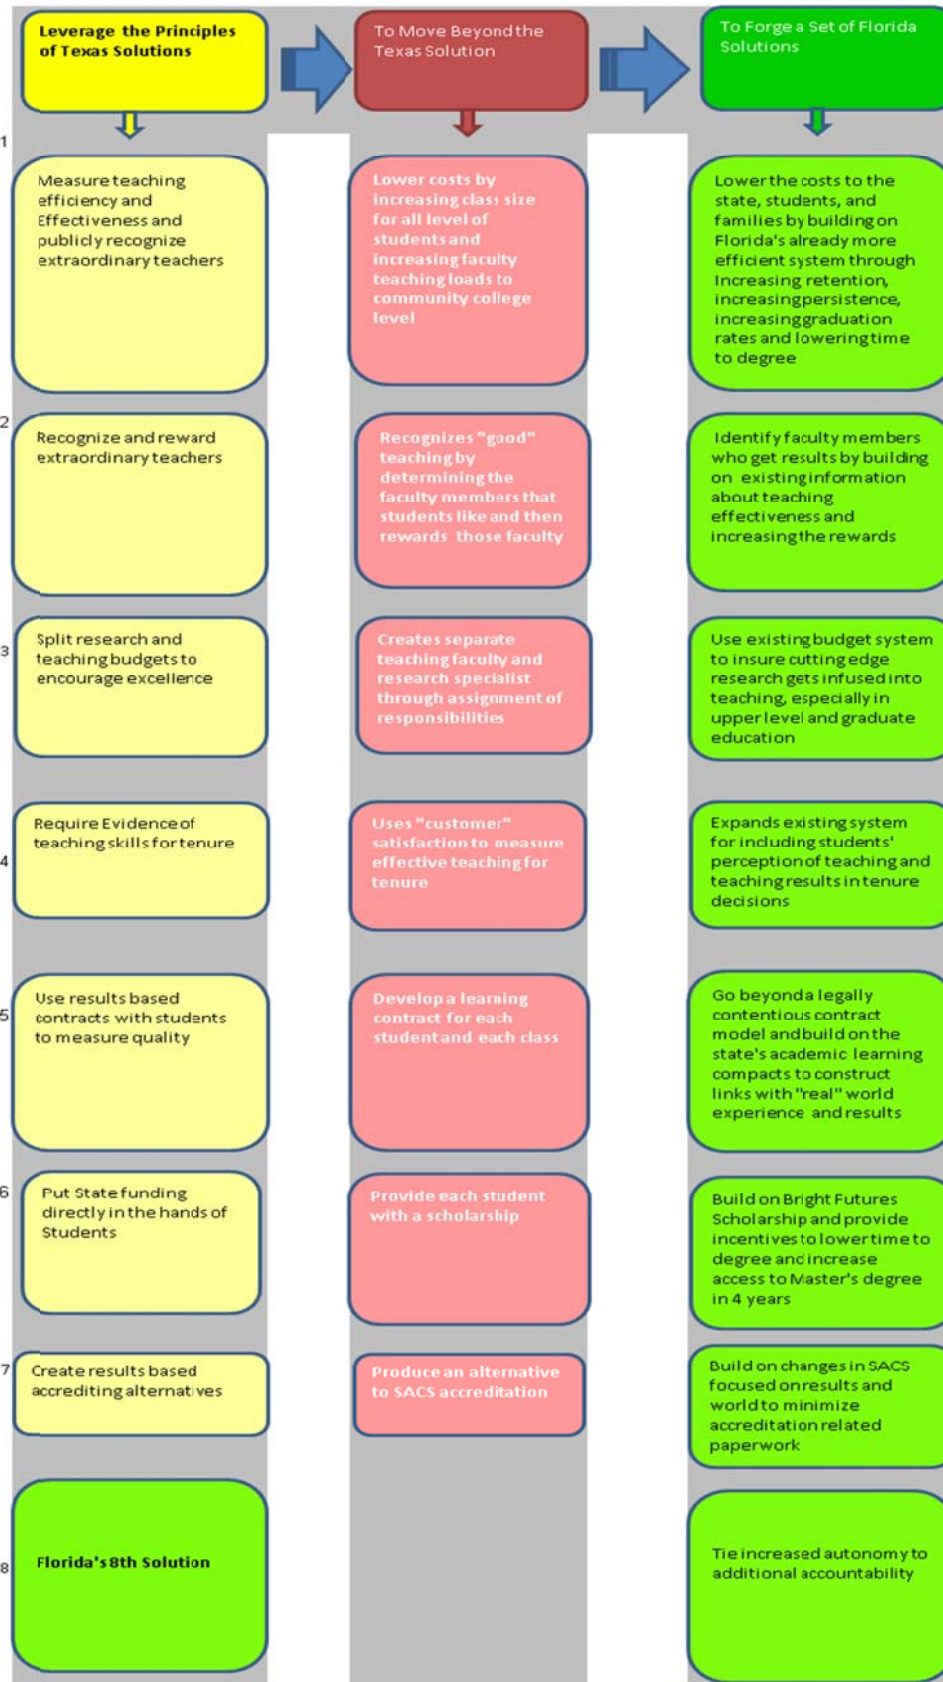 Leverage the Principles
of Texas Solutions
To Move Beyond the
Texas Solution
To Forge a Set of Florida
Solutions
1
Measure teaching
efficiency and
Effectiveness and
publicly recognize
extraordinary teachers
Lower costs by
increasing class size
for all level of
students and
increasing faculty
teaching loads to
community college
level
Lower the costs to the
state, students, and
families by building on
Florida's already more
efficient system through
Increasing retention,
increasing persistence,
increasing graduation
rates and lowering time
to degree
2
Recognize and reward
extraordinary teachers
Recognizes "good"
teaching by
determining the
faculty members that
students like and then
rewards those faculty
Identify faculty members
who get results by building
on existing information
about teaching
effectiveness and
increasing the rewards
3
Split research and
teaching budgets to
encourage excellence
Creates separate
teaching faculty and
research specialist
through assignment of
responsibilities
Use existing budget system
to insure cutting edge
research gets infused into
teaching, especially in
upper level and graduate
education
4
Require Evidence of
teaching skills for tenure
Uses "customer"
satisfaction to measure
effective teaching for
tenure
Expands existing system
for including students'
perception of teaching and
teaching results in tenure
decisions
5
Use results based
contracts with students
to measure quality
Develop a learning
contract for each
student and each class
Go beyond a legally
contentious contract
model and build on the
state's academic learning
compacts to construct
links with "real" world
experience and results
6
Put State funding
directly in the hands of
Students
Provide each student
with a scholarship
Build on Bright Futures
Scholarship and provide
incentives to lower time to
degree and increase
access to Master's degree
in 4 years
7
Create results based
accrediting alternatives
Produce an alternative
to SACS accreditation
Build on changes in SACS
focused on results and
world to minimize
accreditation related
paperwork
8
Florida's 8th Solution
Tie increased autonomy to
additional accountability